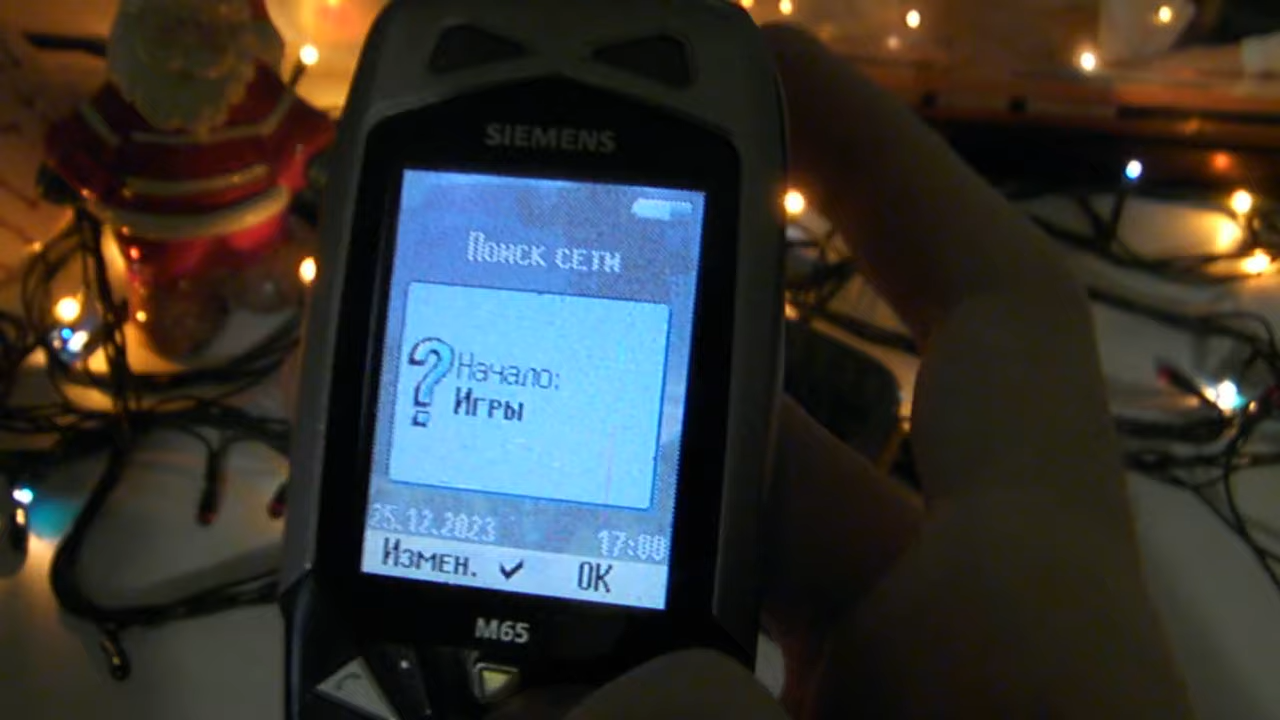 SIEMENS
Поиск сети
Начало:
Игры
25.12.2023
17:00
Измен.
OK
M65